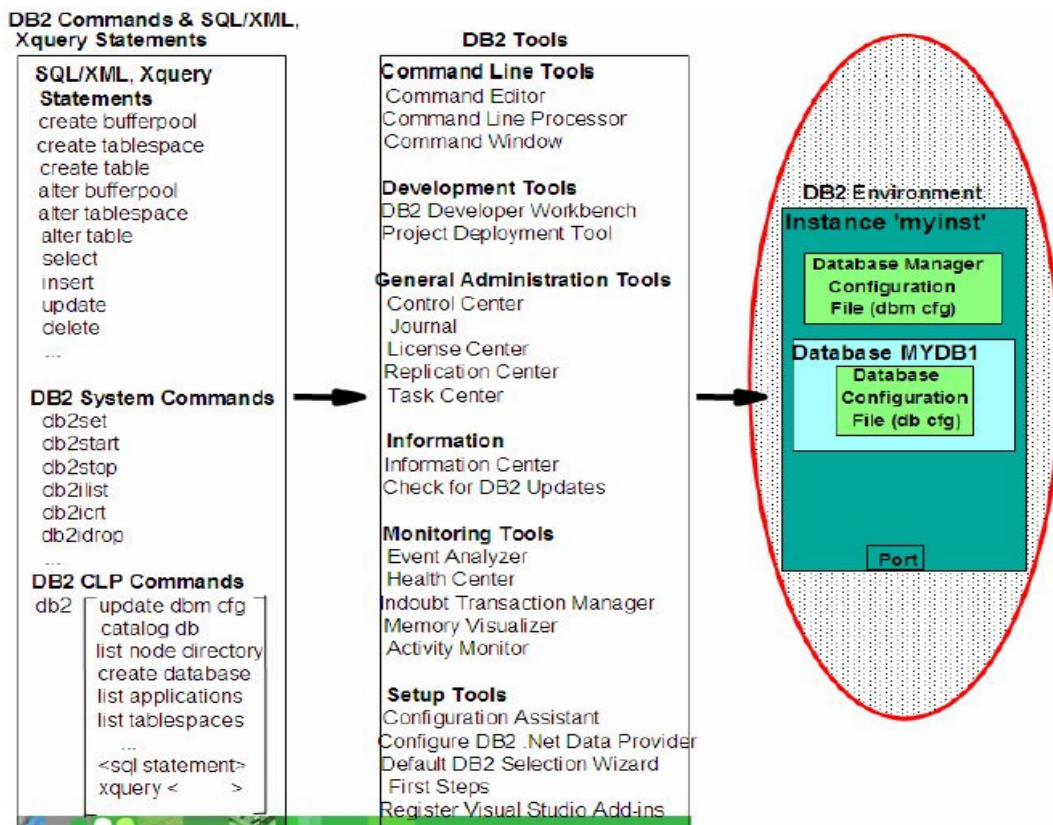 DB2 Commands & SQL/XML,
Xquery Statements
SQL/XML, Xquery
Statements
create bufferpool
create tablespace
create table
alter bufferpool
alter tablespace
alter table
select
insert
update
delete
...
DB2 System Commands
db2set
db2start
db2stop
db2ilist
db2icrt
db2idrop
...
DB2 CLP Commands
db2
update dbm cfg
catalog db
list node directory
create database
list applications
list tablespaces
...
<sql statement>
xquery < >
DB2 Tools
Command Line Tools
Command Editor
Command Line Processor
Command Window
Development Tools
DB2 Developer Workbench
Project Deployment Tool
General Administration Tools
Control Center
Journal
License Center
Replication Center
Task Center
Information
Information Center
Check for DB2 Updates
Monitoring Tools
Event Analyzer
Health Center
Indoubt Transaction Manager
Memory Visualizer
Activity Monitor
Setup Tools
Configuration Assistant
Configure DB2 .Net Data Provider
Default DB2 Selection Wizard
First Steps
Register Visual Studio Add-ins
DB2 Environment
Instance 'myinst'
Database Manager
Configuration
File (dbm cfg)
Database MYDB1
Database
Configuration
File (db cfg)
Port